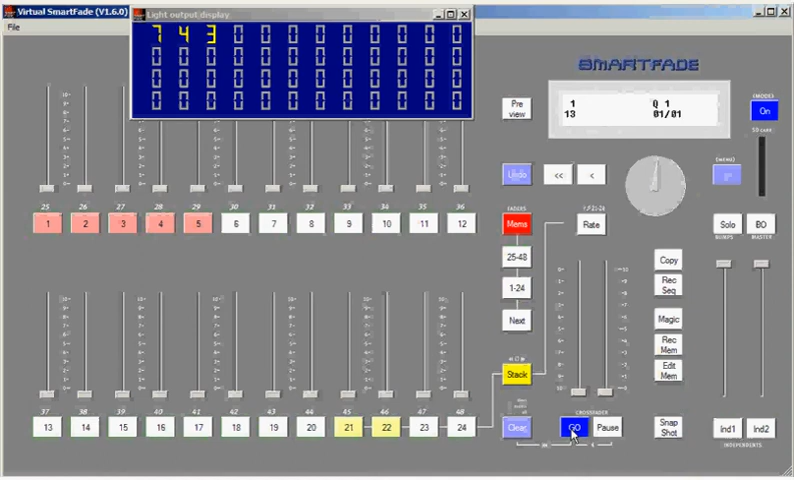 Virtual SmartFade (V1.6.0)
Light output display
File
7 4 3 0 0 0 0 0 0 0 0 0
0 0 0 0 0 0 0 0 0 0 0 0
0 0 0 0 0 0 0 0 0 0 0 0
0 0 0 0 0 0 0 0 0 0 0 0
SMARTFADE
Pre view
1 Q 1
13 01/01
(MODE)
On
SD CARD
Undo
<<
<
(MENU)
25 26 27 28 29 30 31 32 33 34 35 36
1 2 3 4 5 6 7 8 9 10 11 12
FADERS
Mems
Rate
Solo
BO
BUMPS
MASTER
25-48
1-24
Next
Copy
Rec Seq
Magic
Rec Mem
Edit Mem
Stack
37 38 39 40 41 42 43 44 45 46 47 48
13 14 15 16 17 18 19 20 21 22 23 24
Clear
CROSSFADER
GO
Pause
Snap Shot
Ind1
Ind2
INDEPENDENTS